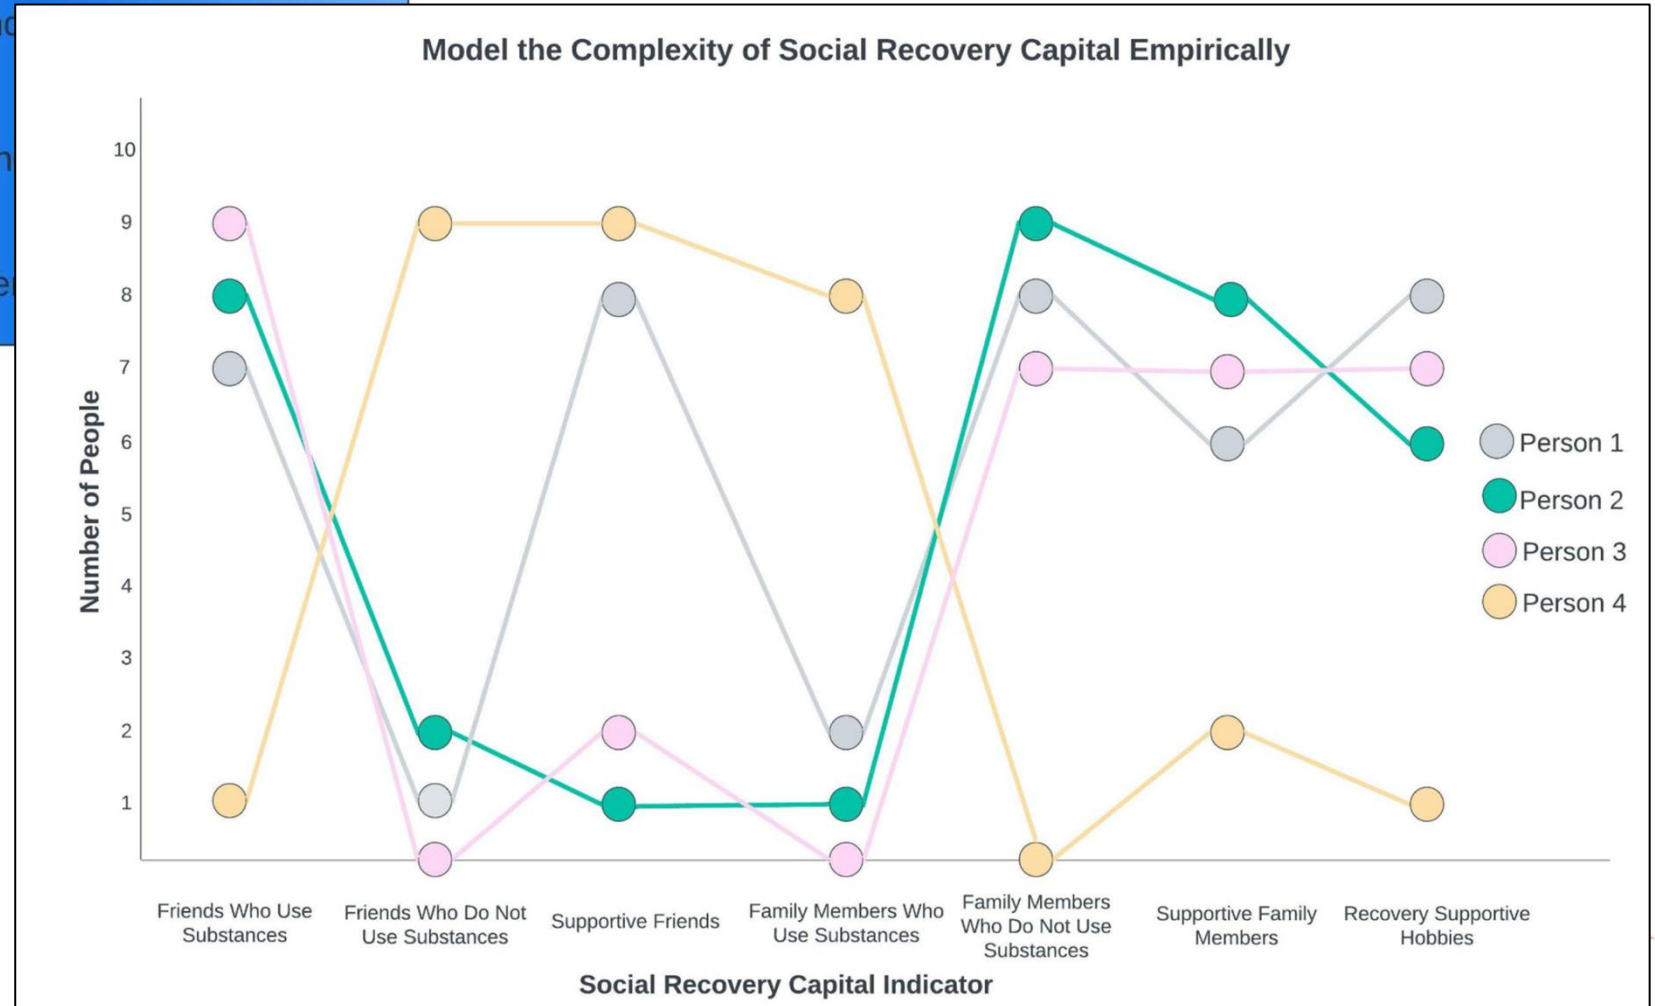 Model the Complexity of Social Recovery Capital Empirically
10
9
8
7
6
5
4
3
2
1
Number of People
Person 1
Person 2
Person 3
Person 4
Friends Who Use
Substances
Friends Who Do Not
Use Substances
Supportive Friends
Family Members Who
Use Substances
Family Members
Who Do Not Use
Substances
Supportive Family
Members
Recovery Supportive
Hobbies
Social Recovery Capital Indicator